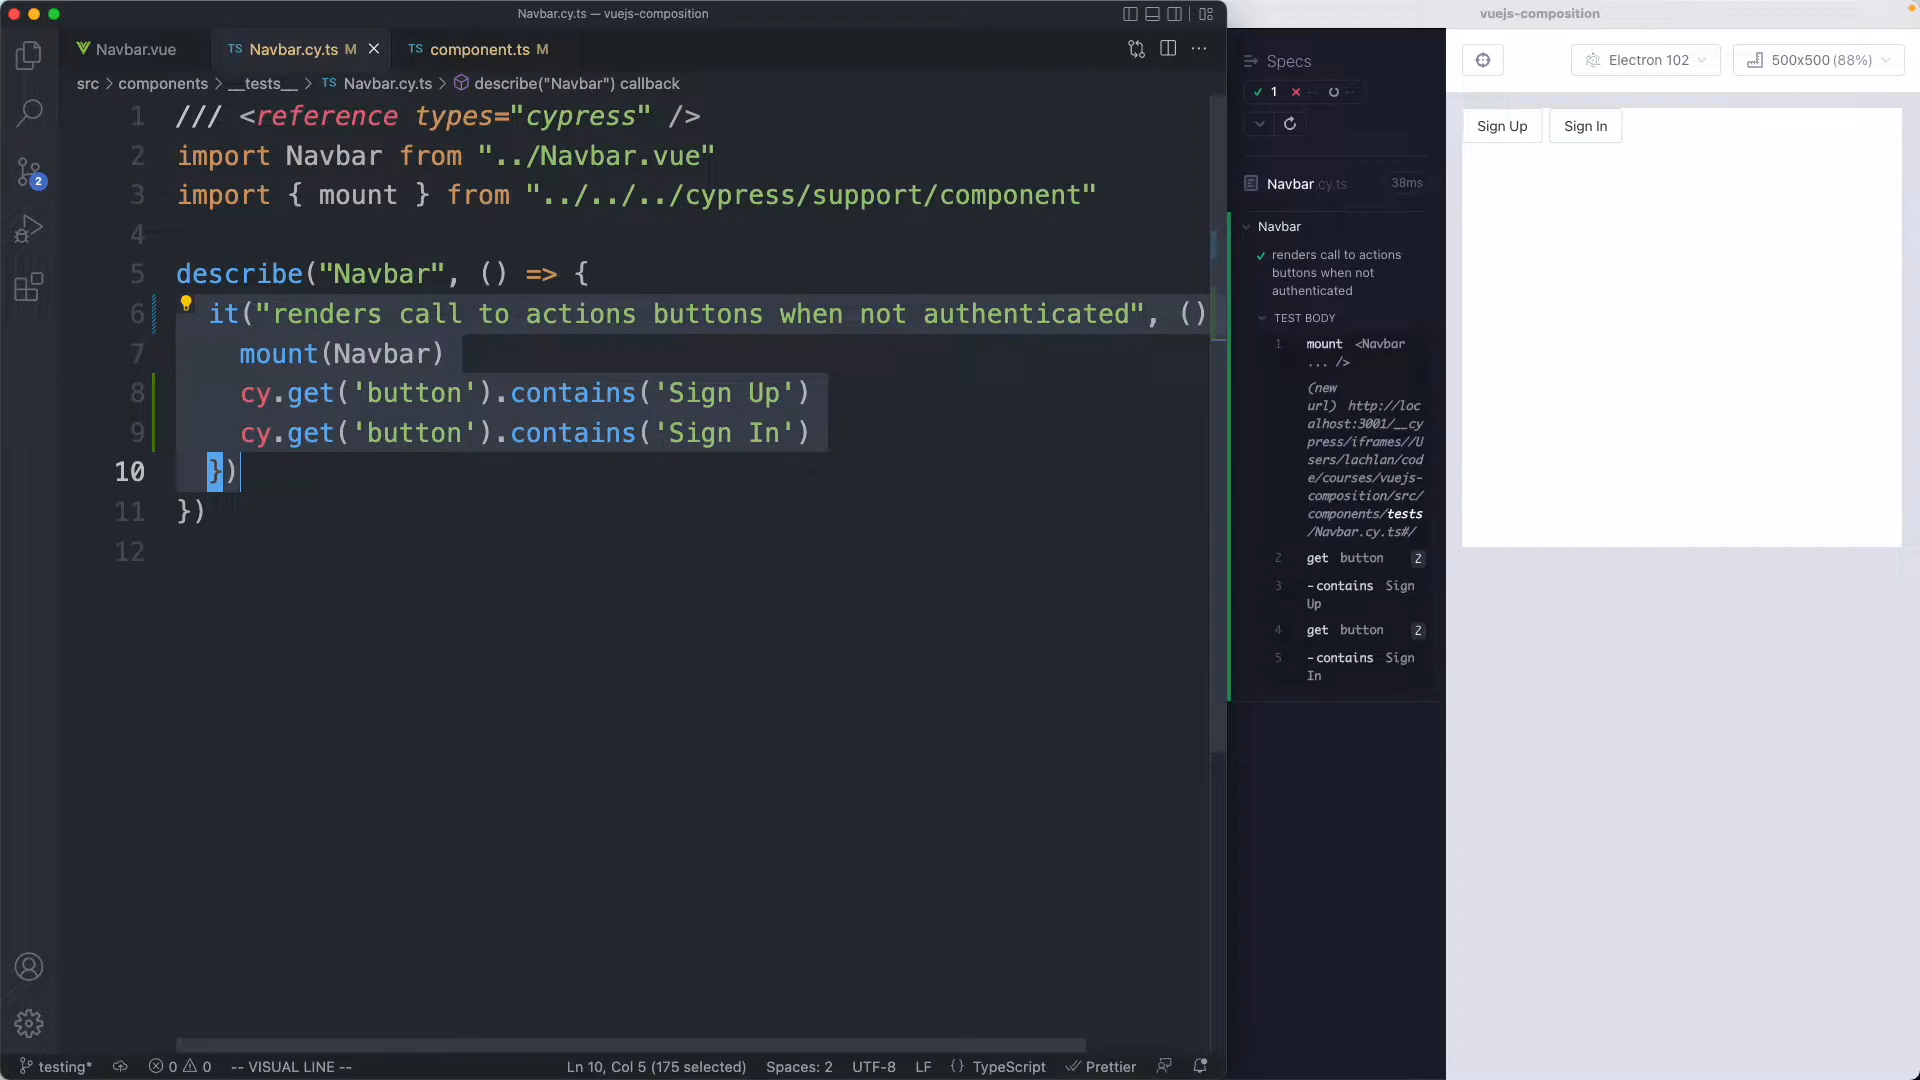 Navbar.cy.ts — vuejs-composition
Navbar.vue
TS Navbar.cy.ts M
TS component.ts M
src > components > __tests__ > TS Navbar.cy.ts > describe("Navbar") callback
1 /// <reference types="cypress" />
2 import Navbar from "../Navbar.vue"
3 import { mount } from "../../../cypress/support/component"
4
5 describe("Navbar", () => {
6 it("renders call to actions buttons when not authenticated", ()
7 mount(Navbar)
8 cy.get('button').contains('Sign Up')
9 cy.get('button').contains('Sign In')
10 })
11 })
12
2
testing*
0 0
-- VISUAL LINE --
Ln 10, Col 5 (175 selected)
Spaces: 2
UTF-8
LF
{} TypeScript
Prettier
Specs
1 -- --
Navbar.cy.ts 38ms
Navbar
renders call to actions
buttons when not
authenticated
TEST BODY
1 mount <Navbar
... />
(new
url) http://loc
alhost:3001/__cy
press/iframes//U
sers/lachlan/cod
e/courses/vuejs-
composition/src/
components/tests
/Navbar.cy.ts#/
2 get button 2
3 -contains Sign
Up
4 get button 2
5 -contains Sign
In
vuejs-composition
Electron 102
500x500 (88%)
Sign Up
Sign In